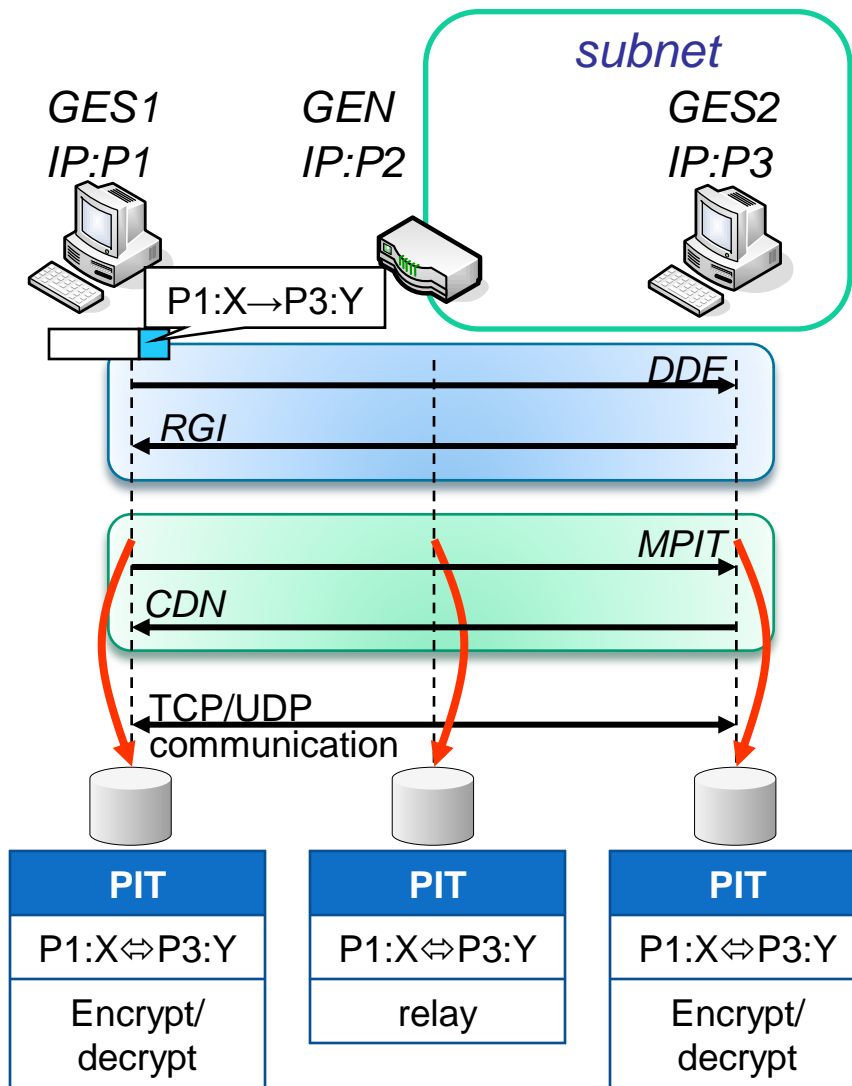 subnet
GES1
IP:P1
GEN
IP:P2
GES2
IP:P3
P1:X→P3:Y
DDE
RGI
MPIT
CDN
TCP/UDP
communication
PIT
P1:X⇔P3:Y
Encrypt/
decrypt
PIT
P1:X⇔P3:Y
relay
PIT
P1:X⇔P3:Y
Encrypt/
decrypt